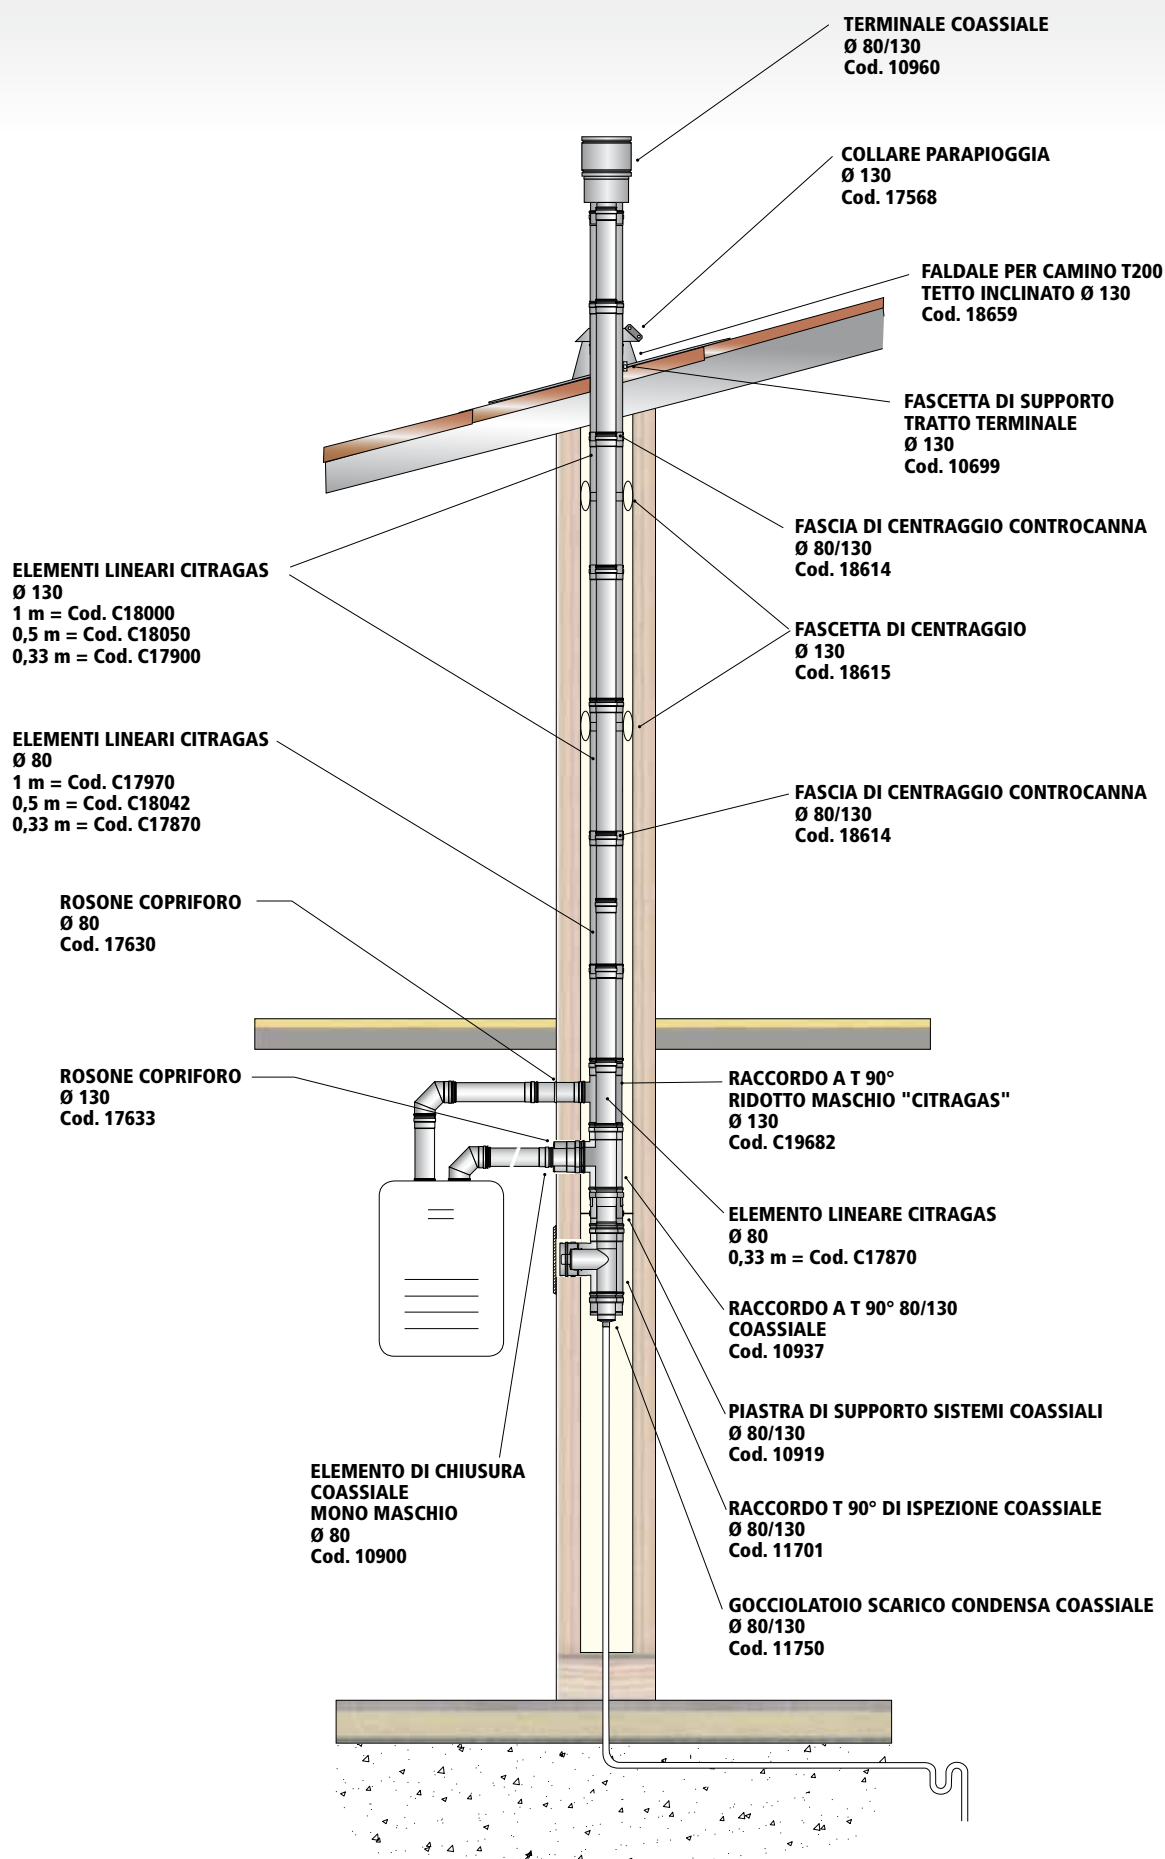 TERMINALE COASSIALE
Ø 80/130
Cod. 10960
COLLARE PARAPIOGGIA
Ø 130
Cod. 17568
FALDALE PER CAMINO T200
TETTO INCLINATO Ø 130
Cod. 18659
FASCETTA DI SUPPORTO
TRATTO TERMINALE
Ø 130
Cod. 10699
FASCIA DI CENTRAGGIO CONTROCANNA
Ø 80/130
Cod. 18614
ELEMENTI LINEARI CITRAGAS
Ø 130
1 m = Cod. C18000
0,5 m = Cod. C18050
0,33 m = Cod. C17900
FASCETTA DI CENTRAGGIO
Ø 130
Cod. 18615
ELEMENTI LINEARI CITRAGAS
Ø 80
1 m = Cod. C17970
0,5 m = Cod. C18042
0,33 m = Cod. C17870
FASCIA DI CENTRAGGIO CONTROCANNA
Ø 80/130
Cod. 18614
ROSONE COPRIFORO
Ø 80
Cod. 17630
ROSONE COPRIFORO
Ø 130
Cod. 17633
RACCORDO A T 90°
RIDOTTO MASCHIO "CITRAGAS"
Ø 130
Cod. C19682
ELEMENTO LINEARE CITRAGAS
Ø 80
0,33 m = Cod. C17870
RACCORDO A T 90° 80/130
COASSIALE
Cod. 10937
PIASTRA DI SUPPORTO SISTEMI COASSIALI
Ø 80/130
Cod. 10919
ELEMENTO DI CHIUSURA
COASSIALE
MONO MASCHIO
Ø 80
Cod. 10900
RACCORDO T 90° DI ISPEZIONE COASSIALE
Ø 80/130
Cod. 11701
GOCCIOLATOIO SCARICO CONDENSA COASSIALE
Ø 80/130
Cod. 11750